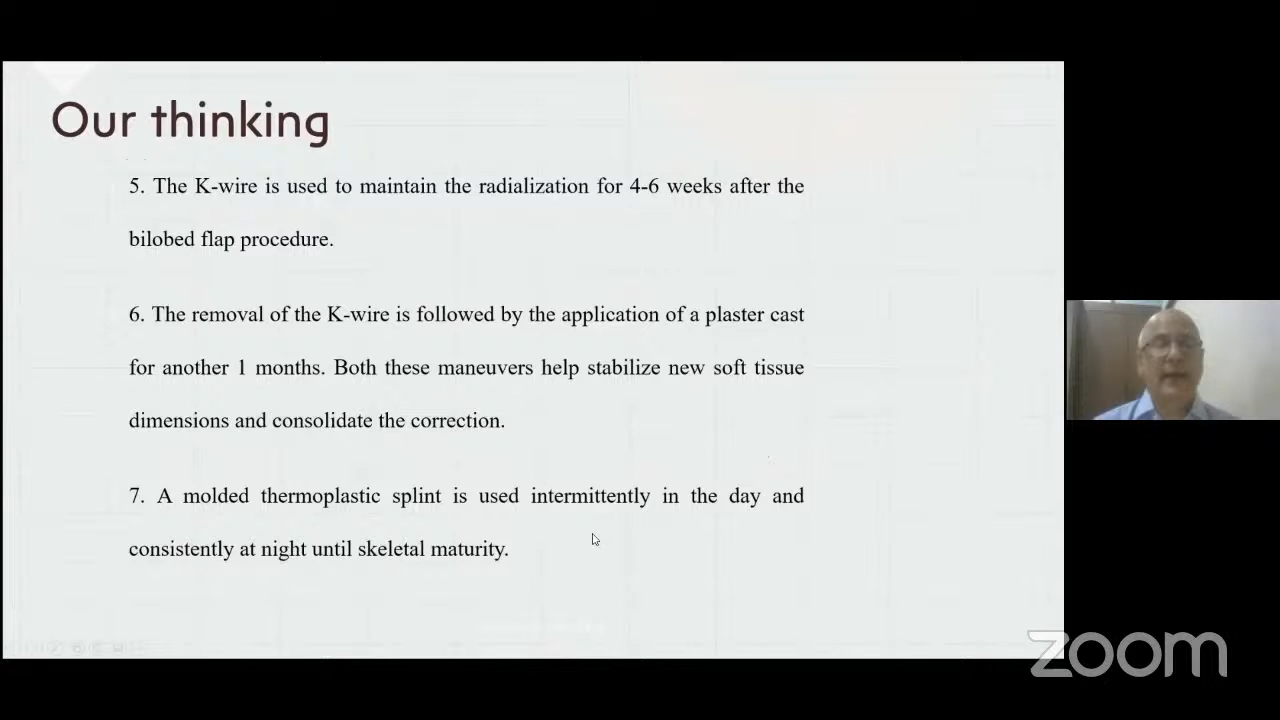 Our thinking
5. The K-wire is used to maintain the radialization for 4-6 weeks after the
bilobed flap procedure.
6. The removal of the K-wire is followed by the application of a plaster cast
for another 1 months. Both these maneuvers help stabilize new soft tissue
dimensions and consolidate the correction.
7. A molded thermoplastic splint is used intermittently in the day and
consistently at night until skeletal maturity.
zoom